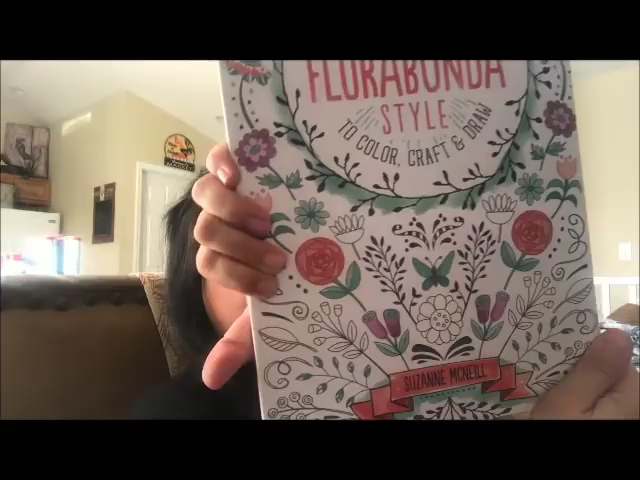 FLORABUNDA
STYLE
TO COLOR, CRAFT & DRAW
SUZANNE MCNEILL